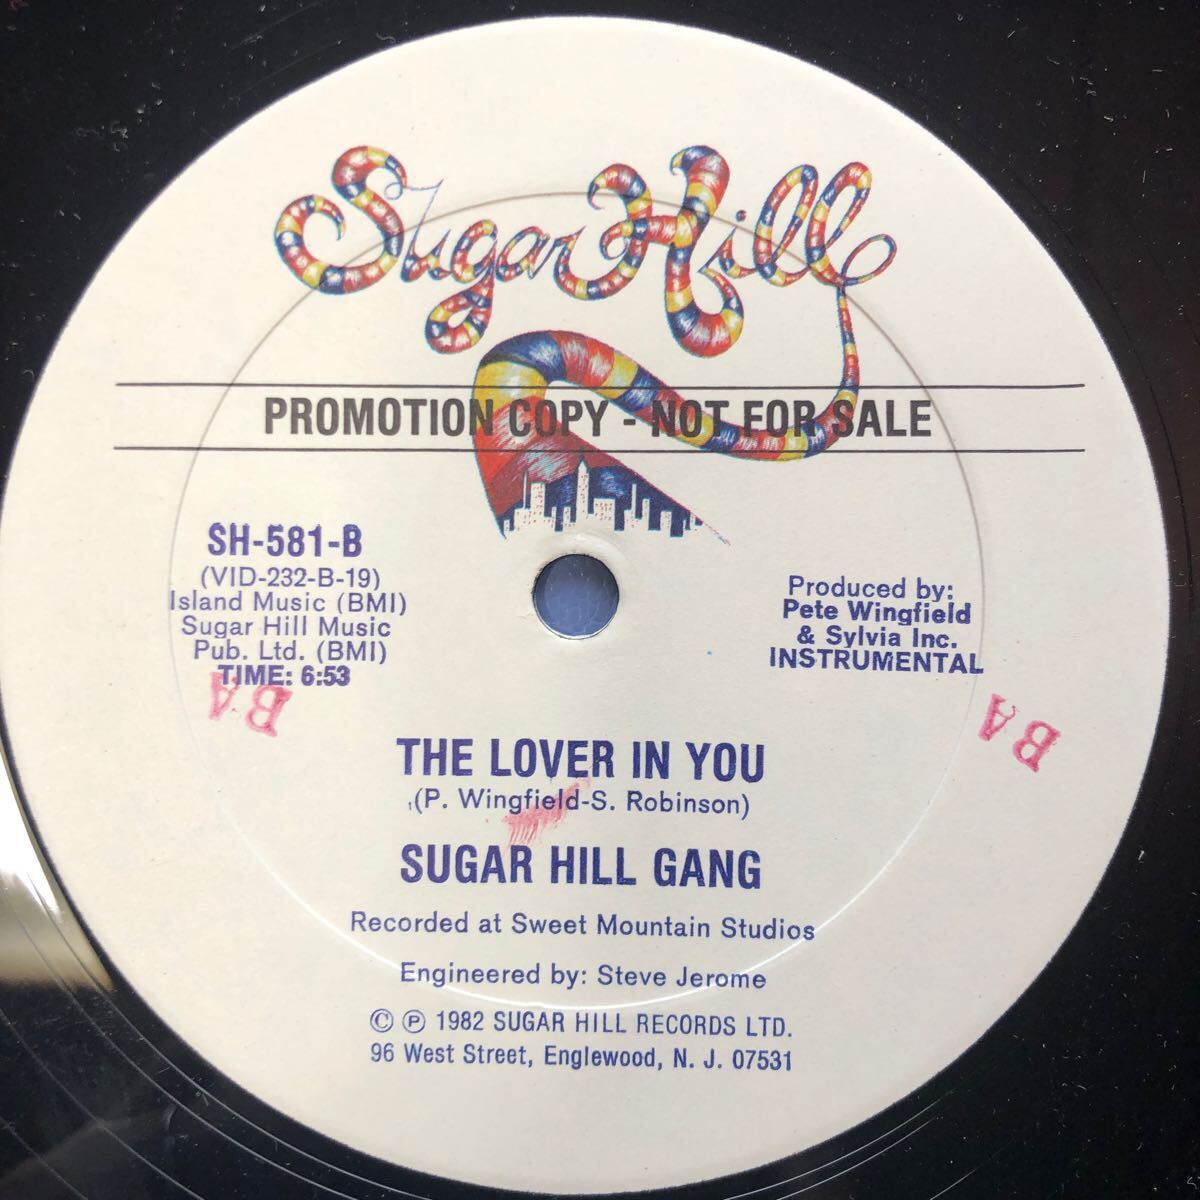 Sugar Hill
PROMOTION COPY - NOT FOR SALE
SH-581-B
(VID-232-B-19)
Island Music (BMI)
Sugar Hill Music
Pub. Ltd. (BMI)
TIME: 6:53
BA
Produced by:
Pete Wingfield
& Sylvia Inc.
INSTRUMENTAL
BA
THE LOVER IN YOU
(P. Wingfield-S. Robinson)
SUGAR HILL GANG
Recorded at Sweet Mountain Studios
Engineered by: Steve Jerome
© ℗ 1982 SUGAR HILL RECORDS LTD.
96 West Street, Englewood, N. J. 07531